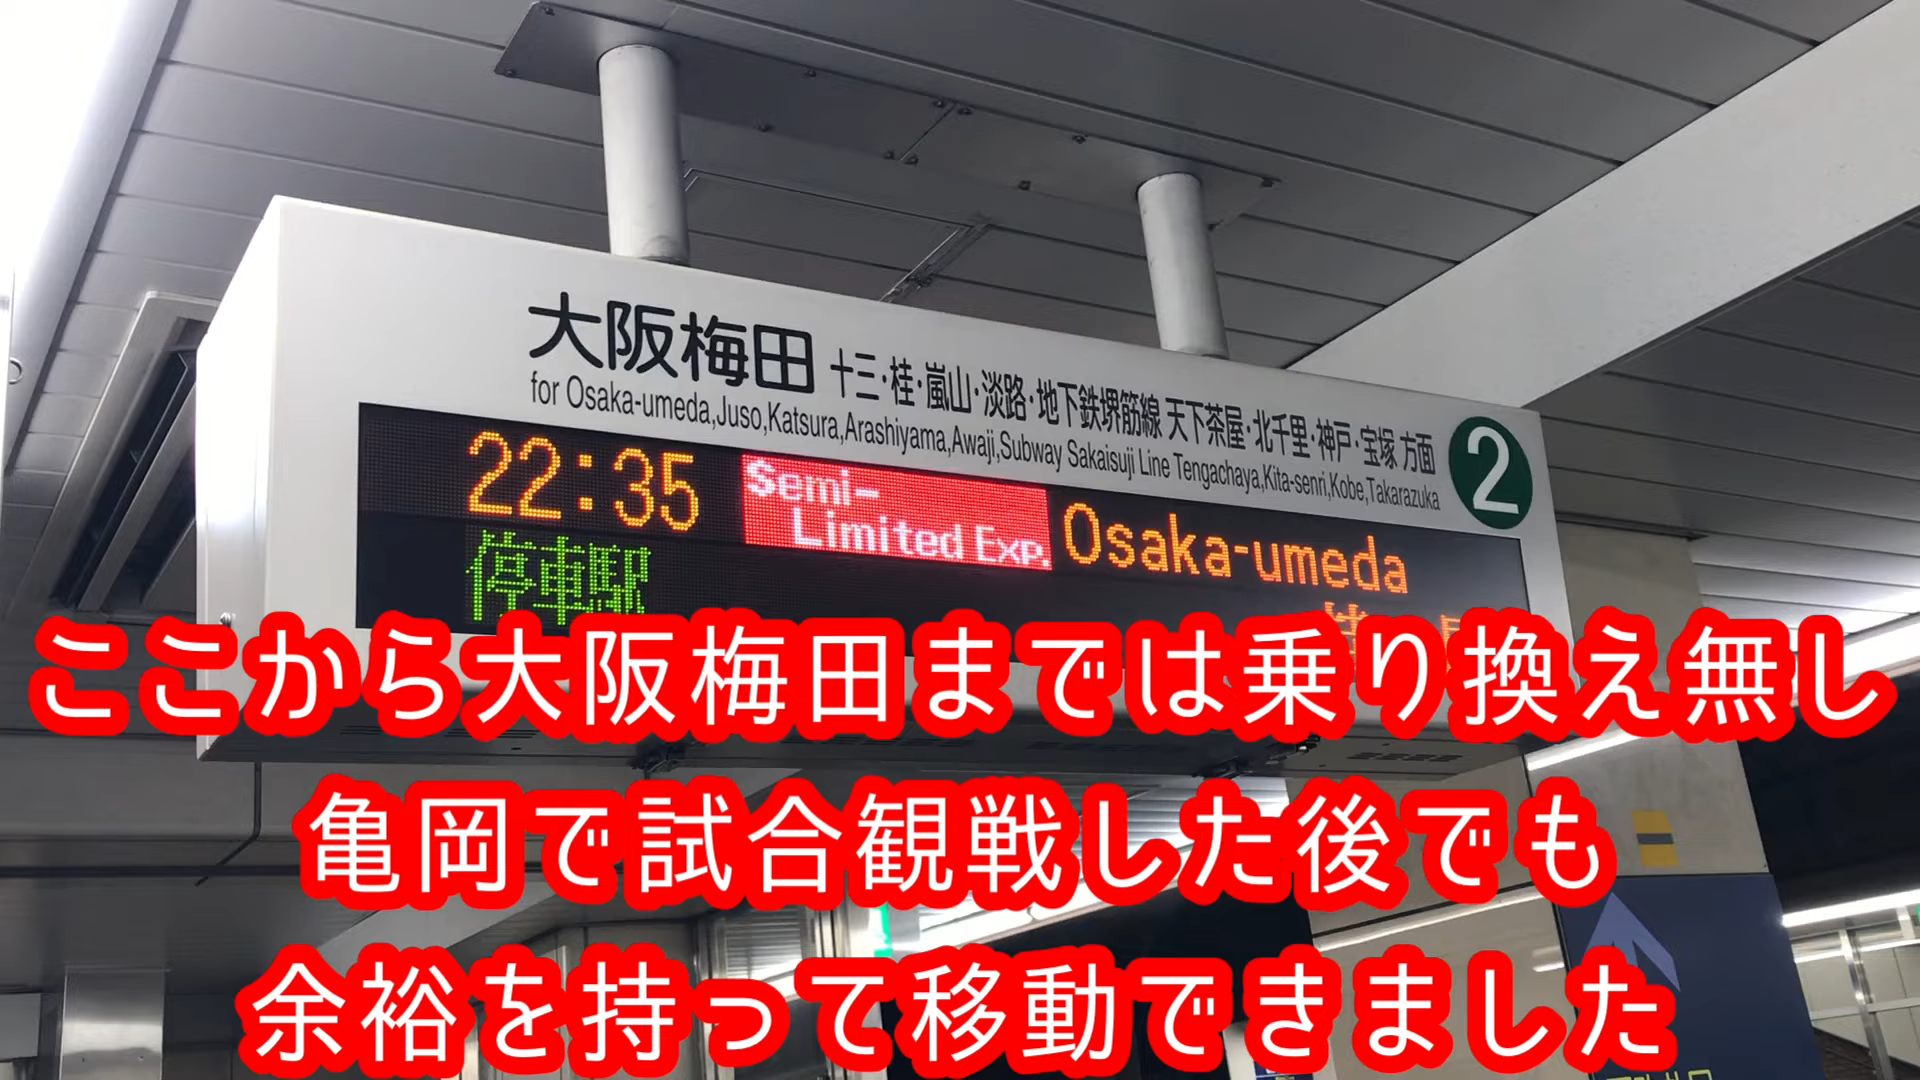 大阪梅田 十三・桂・嵐山・淡路・地下鉄堺筋線 天下茶屋・北千里・神戸・宝塚 方面
for Osaka-umeda,Juso,Katsura,Arashiyama,Awaji,Subway Sakaisuji Line Tengachaya,Kita-senri,Kobe,Takarazuka
2
22:35 Semi-Limited Exp. Osaka-umeda
停車駅
ここから大阪梅田までは乗り換え無し
亀岡で試合観戦した後でも
余裕を持って移動できました